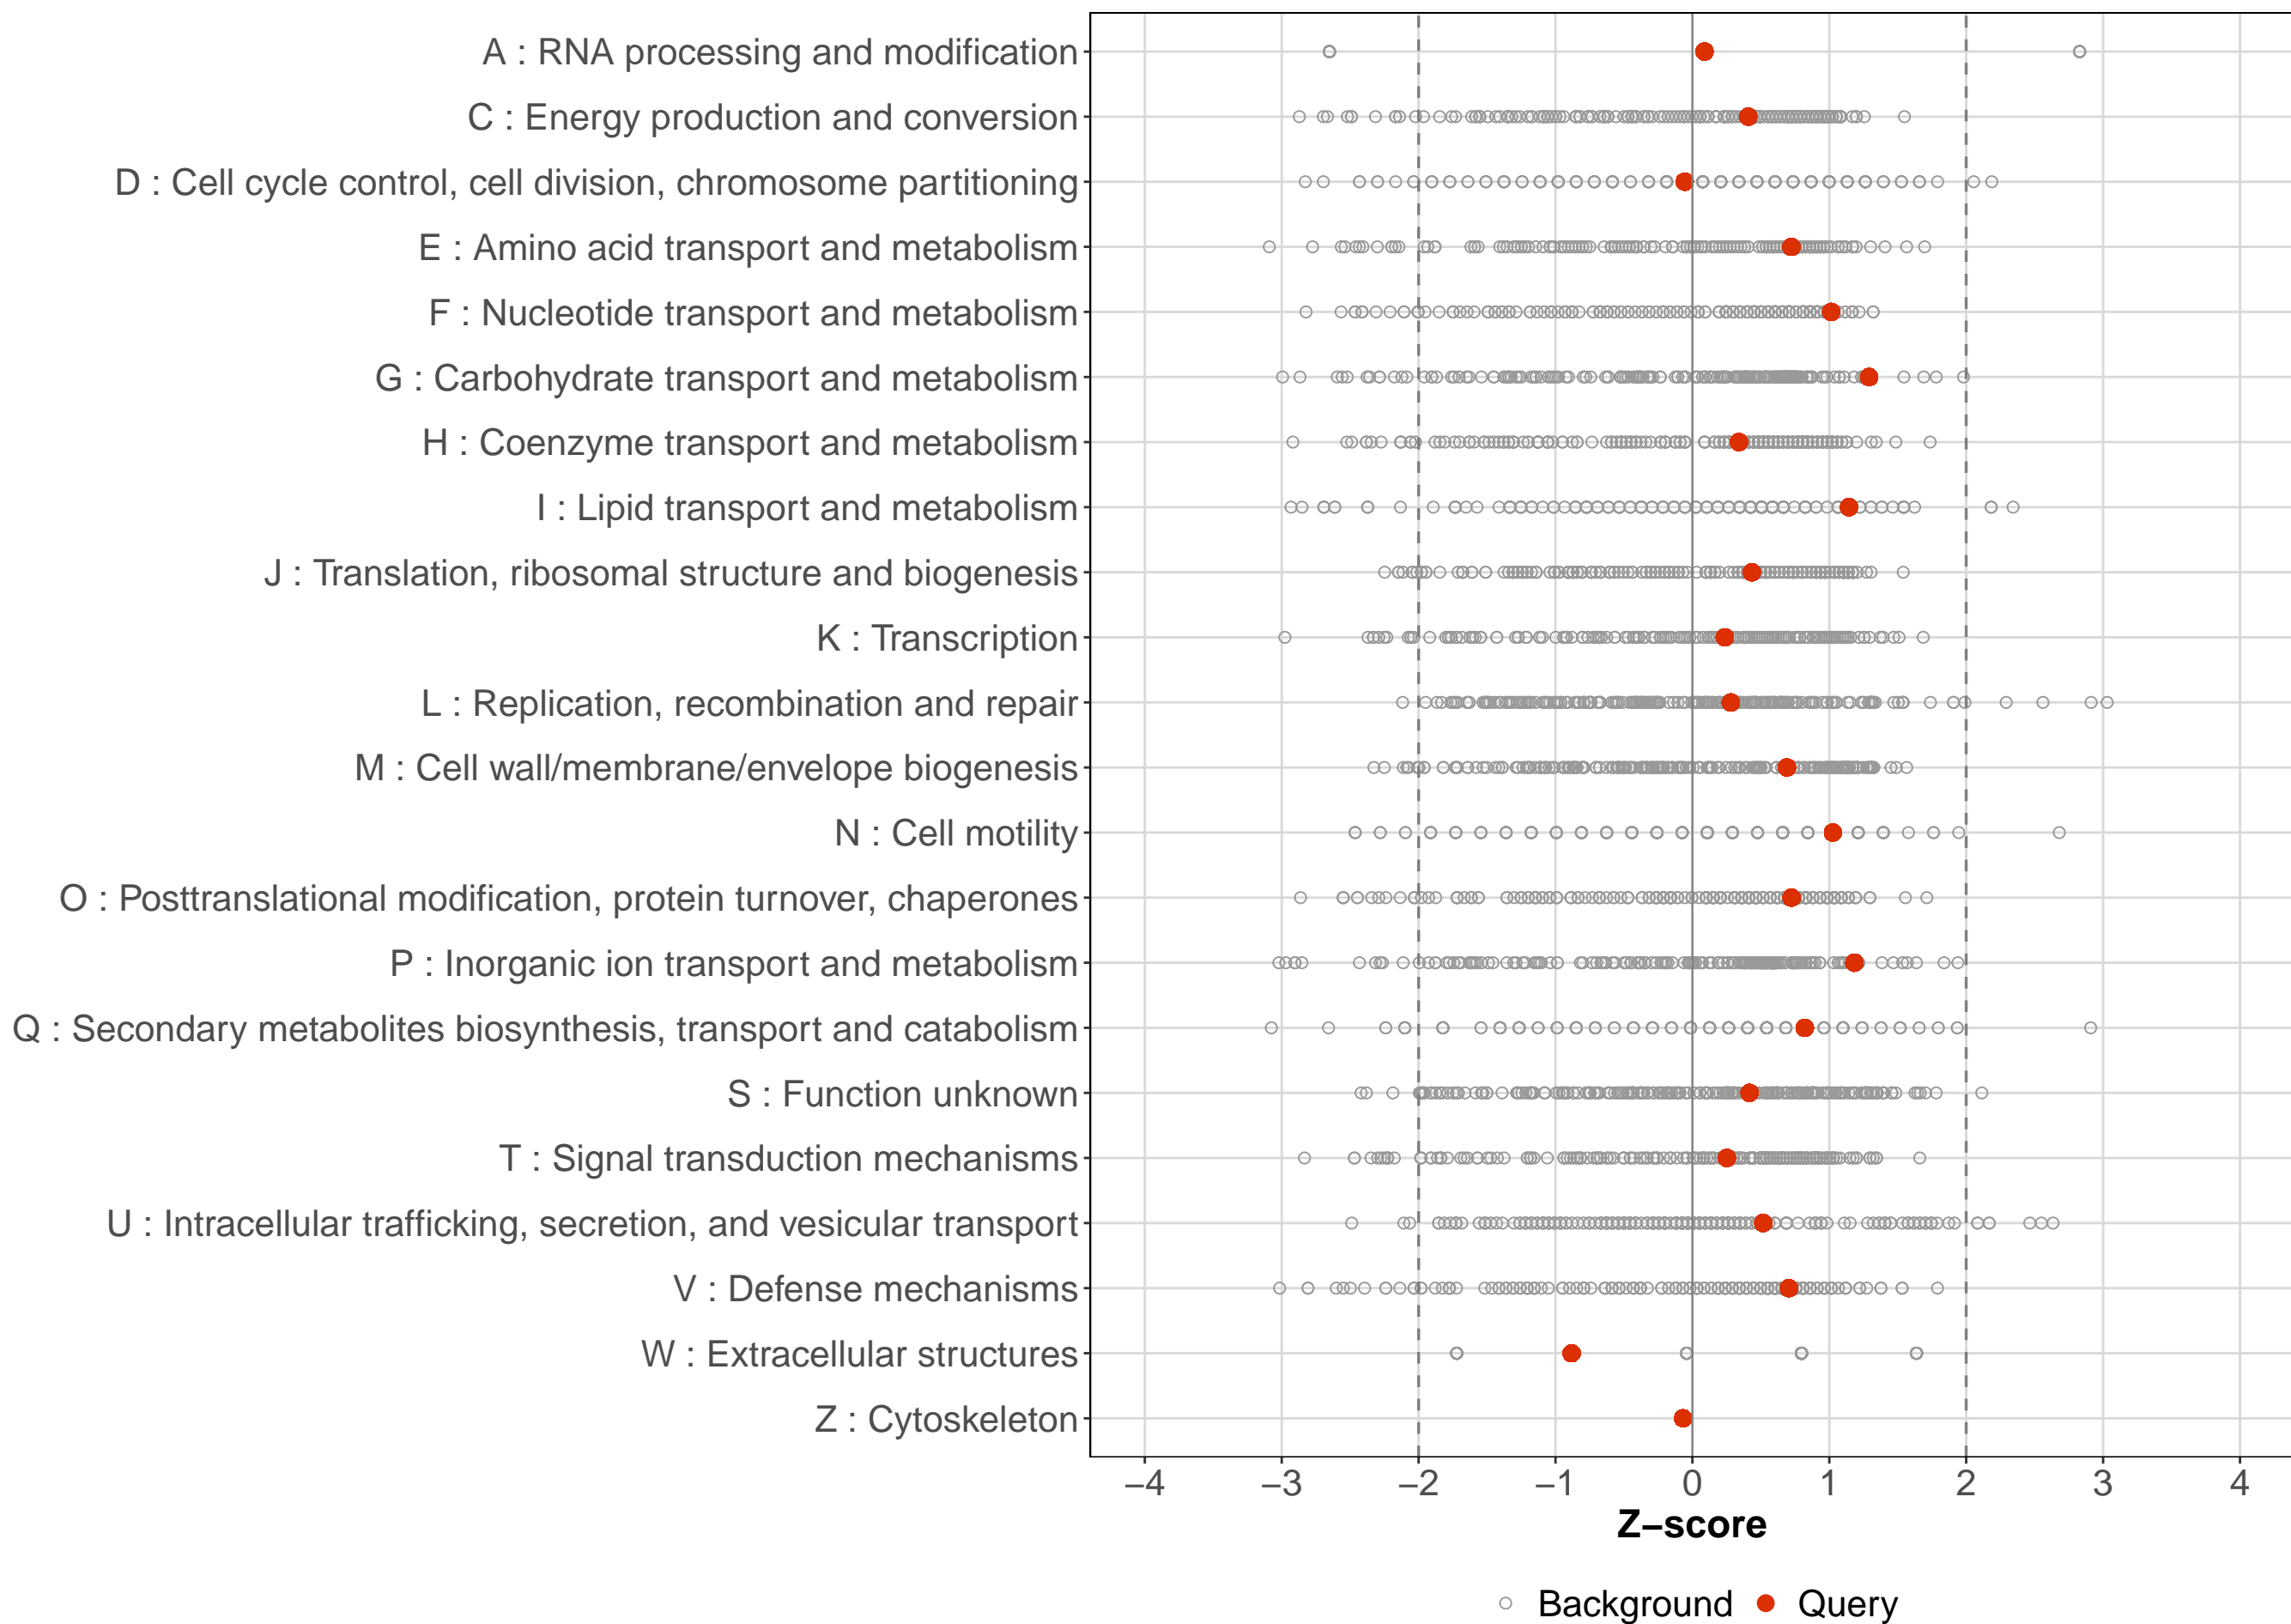 A : RNA processing and modification
C : Energy production and conversion
D : Cell cycle control, cell division, chromosome partitioning
E : Amino acid transport and metabolism
F : Nucleotide transport and metabolism
G : Carbohydrate transport and metabolism
H : Coenzyme transport and metabolism
I : Lipid transport and metabolism
J : Translation, ribosomal structure and biogenesis
K : Transcription
L : Replication, recombination and repair
M : Cell wall/membrane/envelope biogenesis
N : Cell motility
O : Posttranslational modification, protein turnover, chaperones
P : Inorganic ion transport and metabolism
Q : Secondary metabolites biosynthesis, transport and catabolism
S : Function unknown
T : Signal transduction mechanisms
U : Intracellular trafficking, secretion, and vesicular transport
V : Defense mechanisms
W : Extracellular structures
Z : Cytoskeleton
−4 −3 −2 −1 0 1 2 3 4
Z−score
Background Query